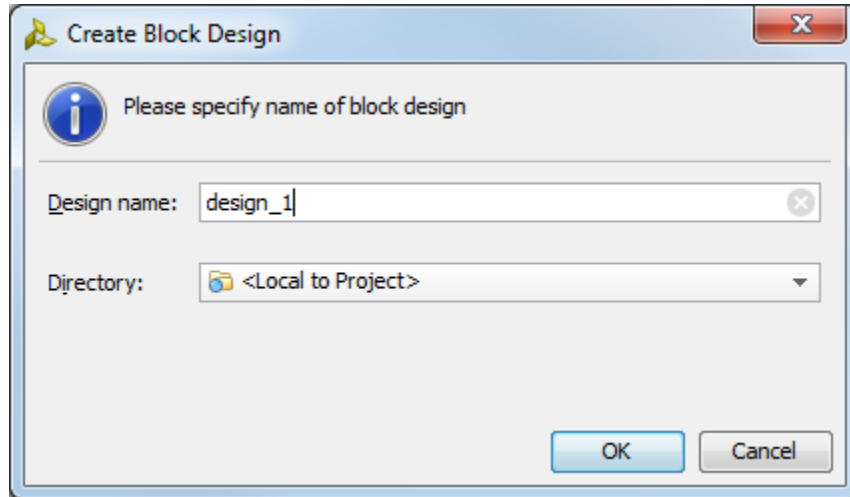 Create Block Design
Please specify name of block design
Design name: design_1
Directory: <Local to Project>
OK Cancel